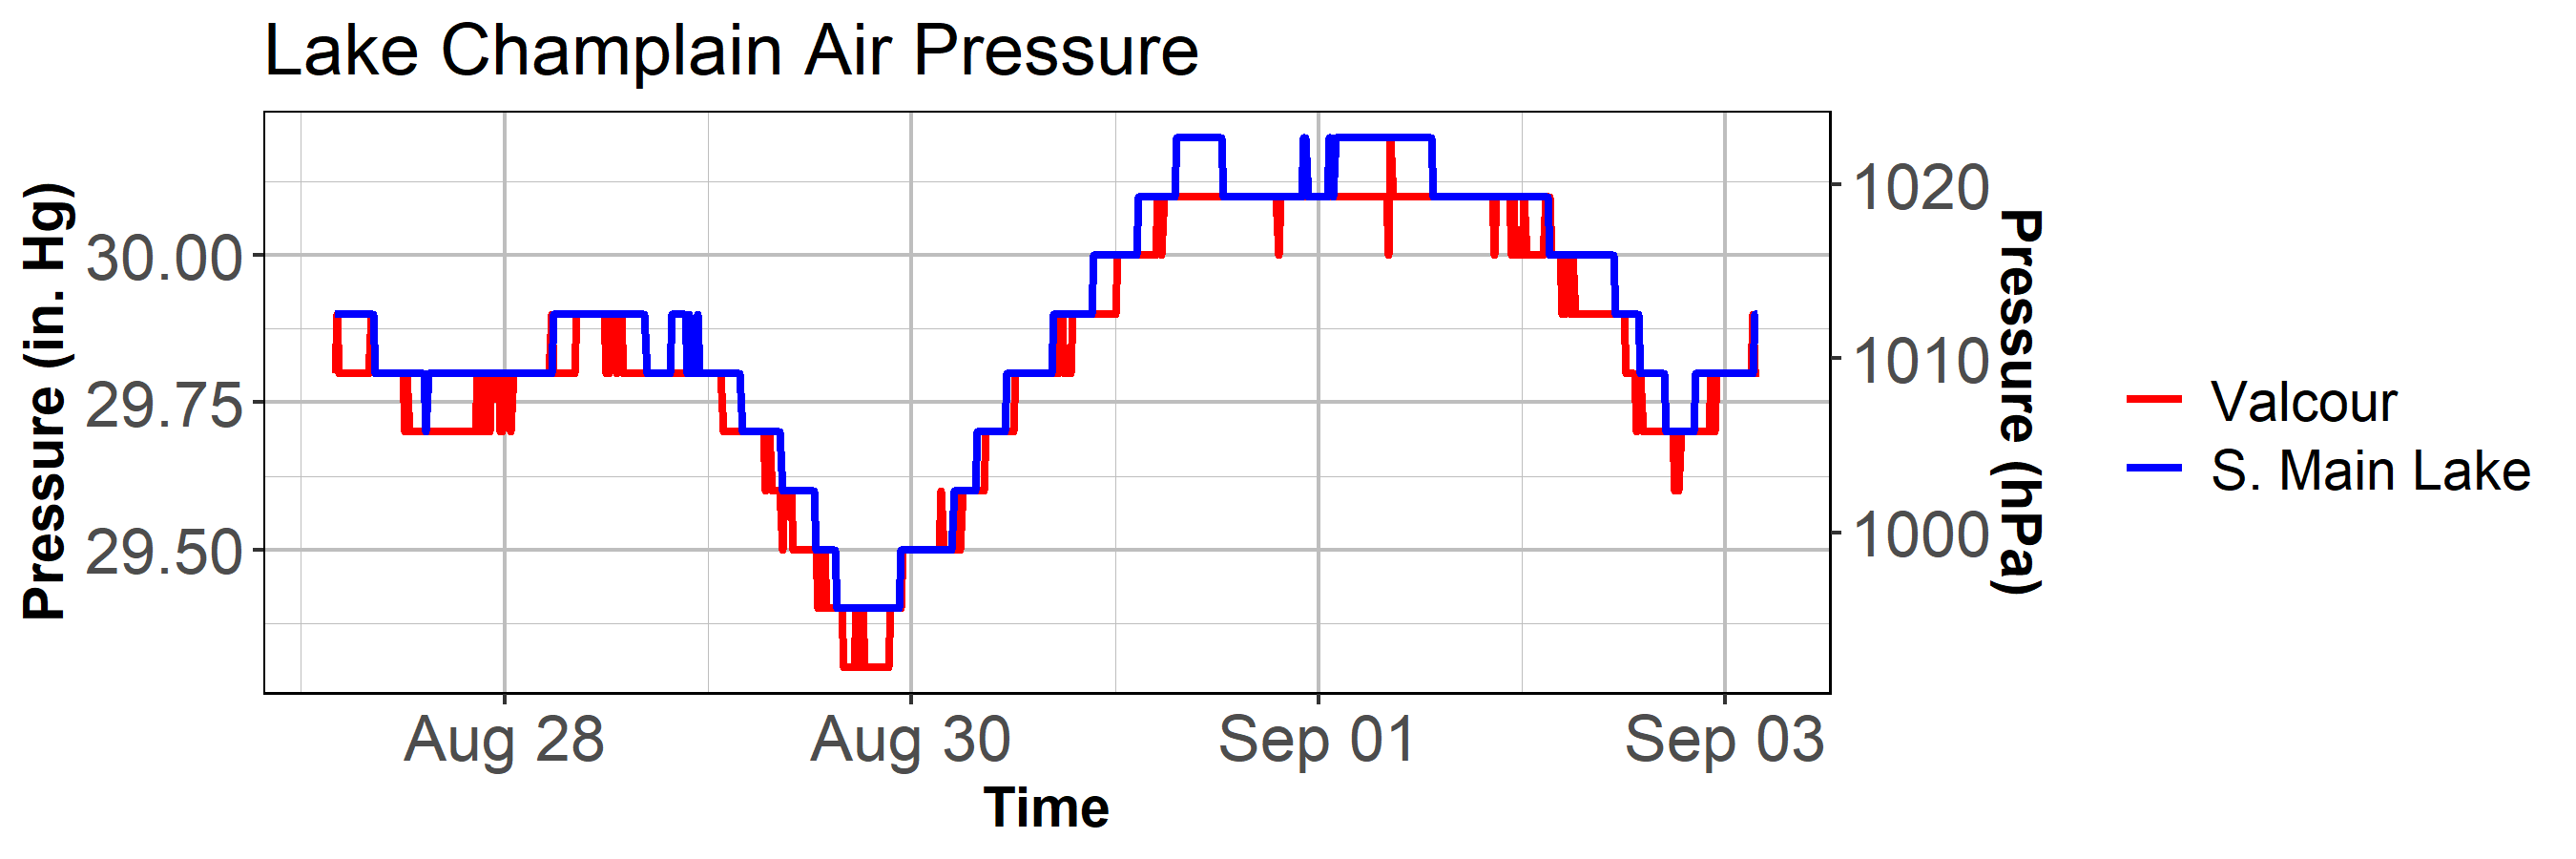 Lake Champlain Air Pressure
Pressure (in. Hg)
30.00
29.75
29.50
1020
1010
1000
Pressure (hPa)
Aug 28
Aug 30
Sep 01
Sep 03
Time
Valcour
S. Main Lake